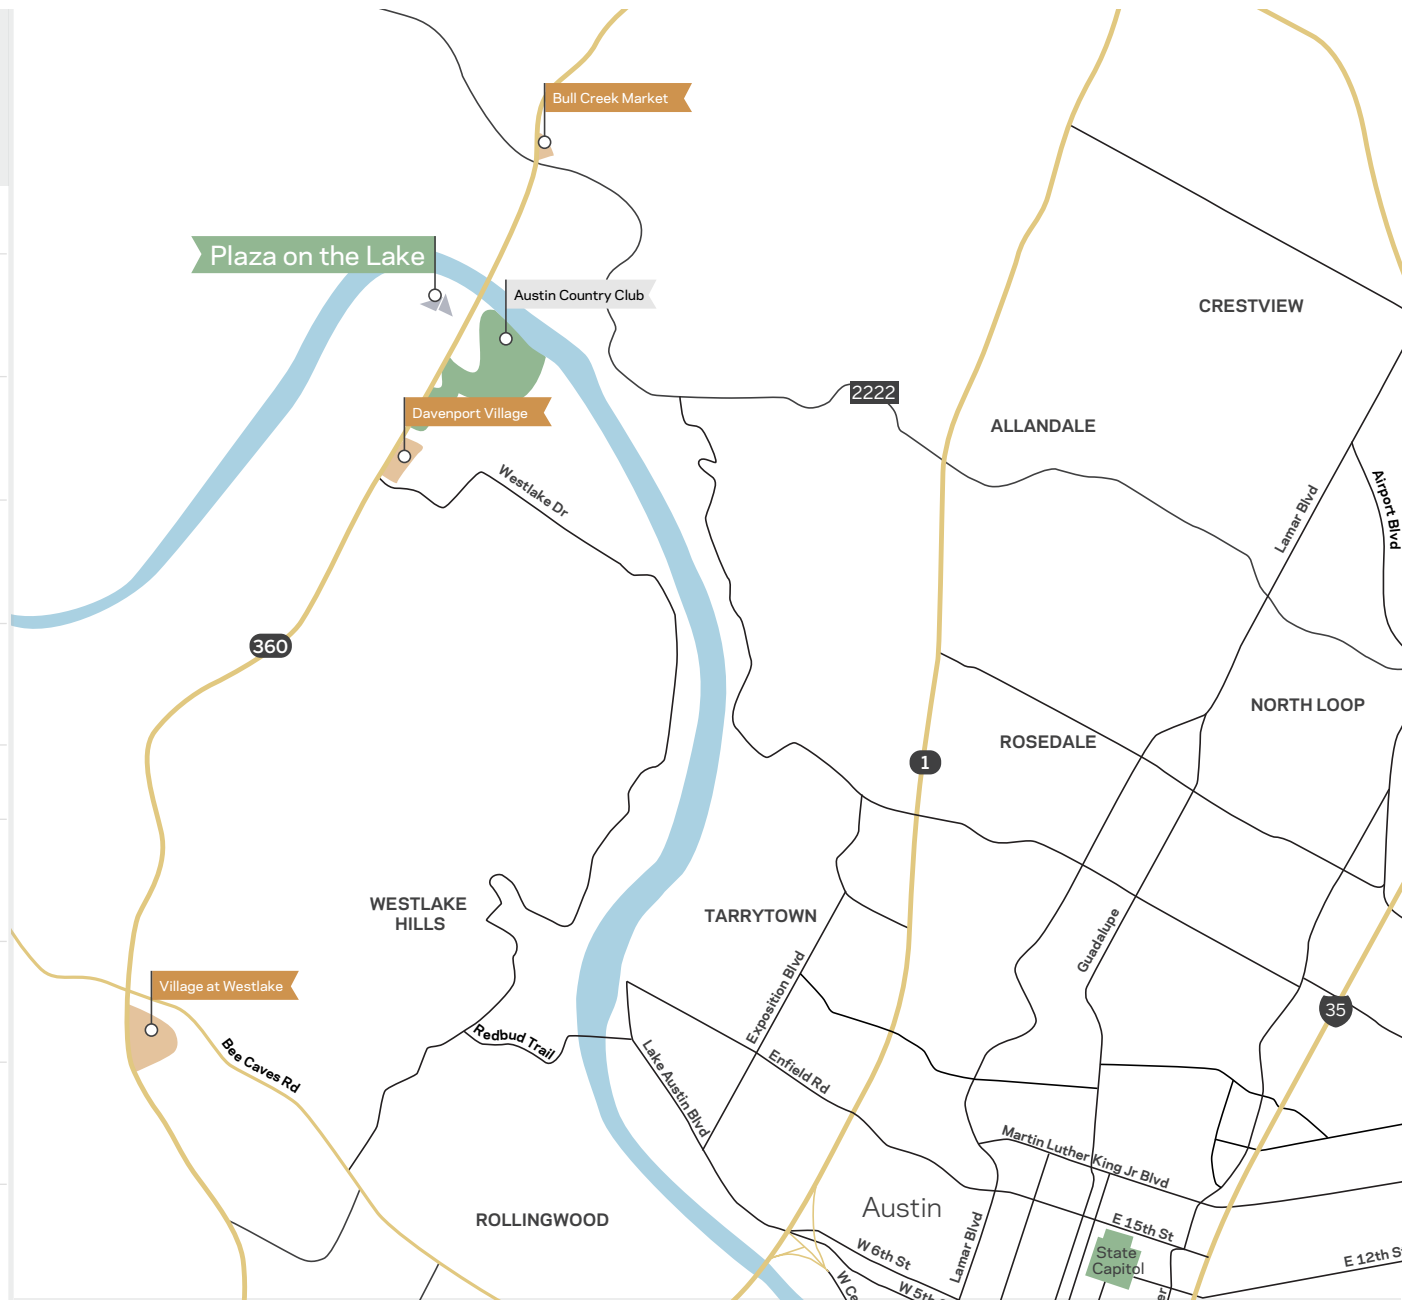 Bull Creek Market
Plaza on the Lake
Austin Country Club
CRESTVIEW
2222
Davenport Village
ALLANDALE
Westlake Dr
Lamar Blvd
Airport Blvd
360
NORTH LOOP
ROSEDALE
1
WESTLAKE
HILLS
TARRYTOWN
Guadalupe
Exposition Blvd
Village at Westlake
35
Redbud Trail
Bee Caves Rd
Lake Austin Blvd
Enfield Rd
Martin Luther King Jr Blvd
Austin
ROLLINGWOOD
E 15th St
Lamar Blvd
W 6th St
State
Capitol
E 12th S
W 5th S
W Ce
er